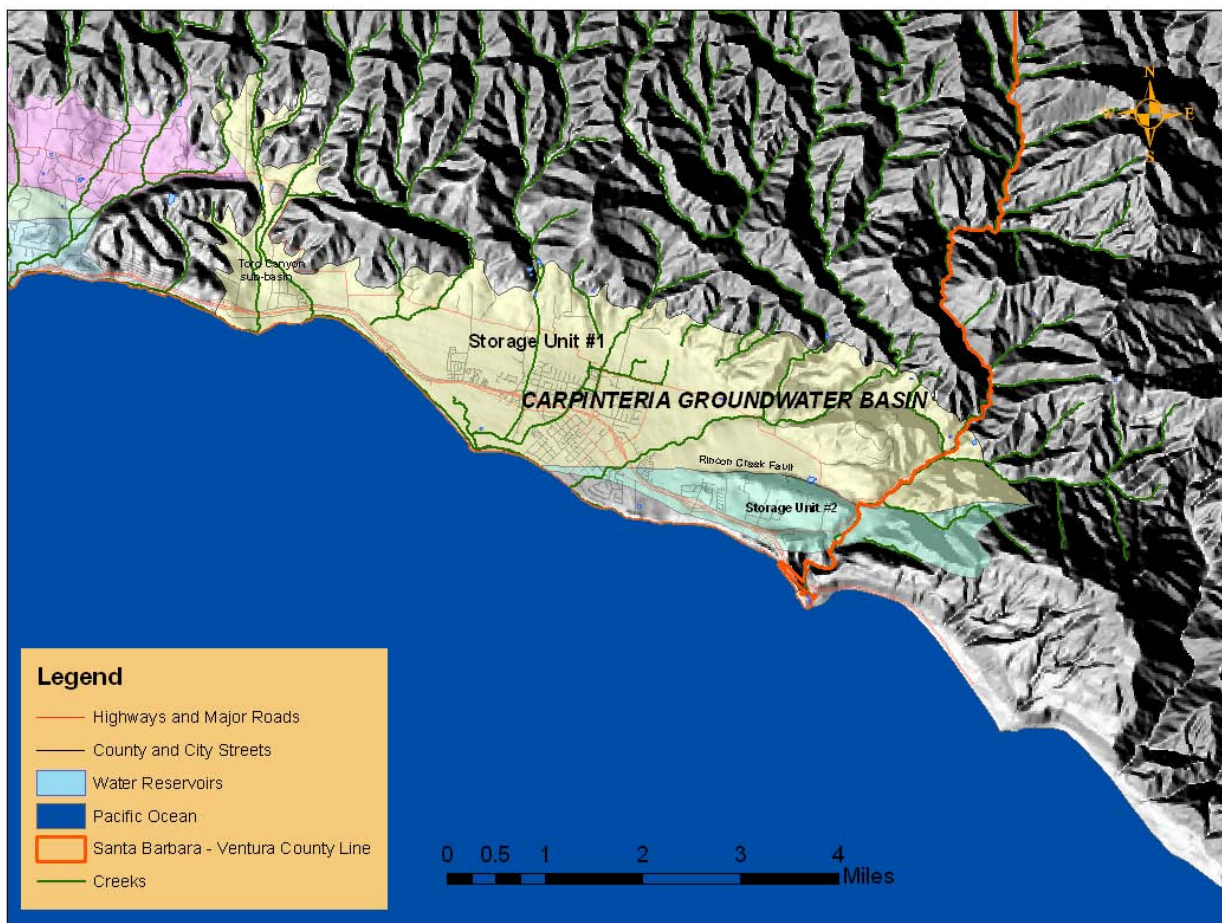 N
W
E
S
Toro Canyon
sub-basin
Storage Unit #1
CARPINTERIA GROUNDWATER BASIN
Rincon Creek Fault
Storage Unit #2
Legend
Highways and Major Roads
County and City Streets
Water Reservoirs
Pacific Ocean
Santa Barbara - Ventura County Line
Creeks
0 0.5 1 2 3 4
Miles